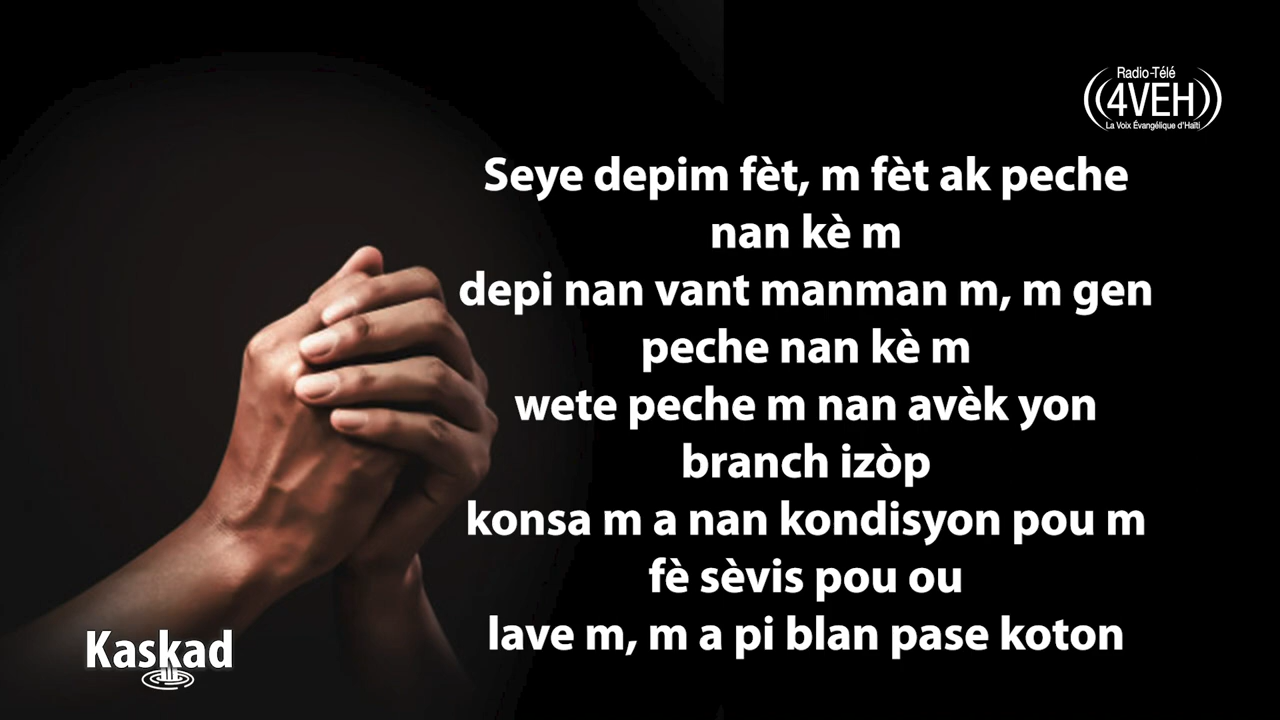 Radio-Télé
4VEH
La Voix Évangélique d'Haïti
Seye depim fèt, m fèt ak peche
nan kè m
depi nan vant manman m, m gen
peche nan kè m
wete peche m nan avèk yon
branch izòp
konsa m a nan kondisyon pou m
fè sèvis pou ou
lave m, m a pi blan pase koton
Kaskad